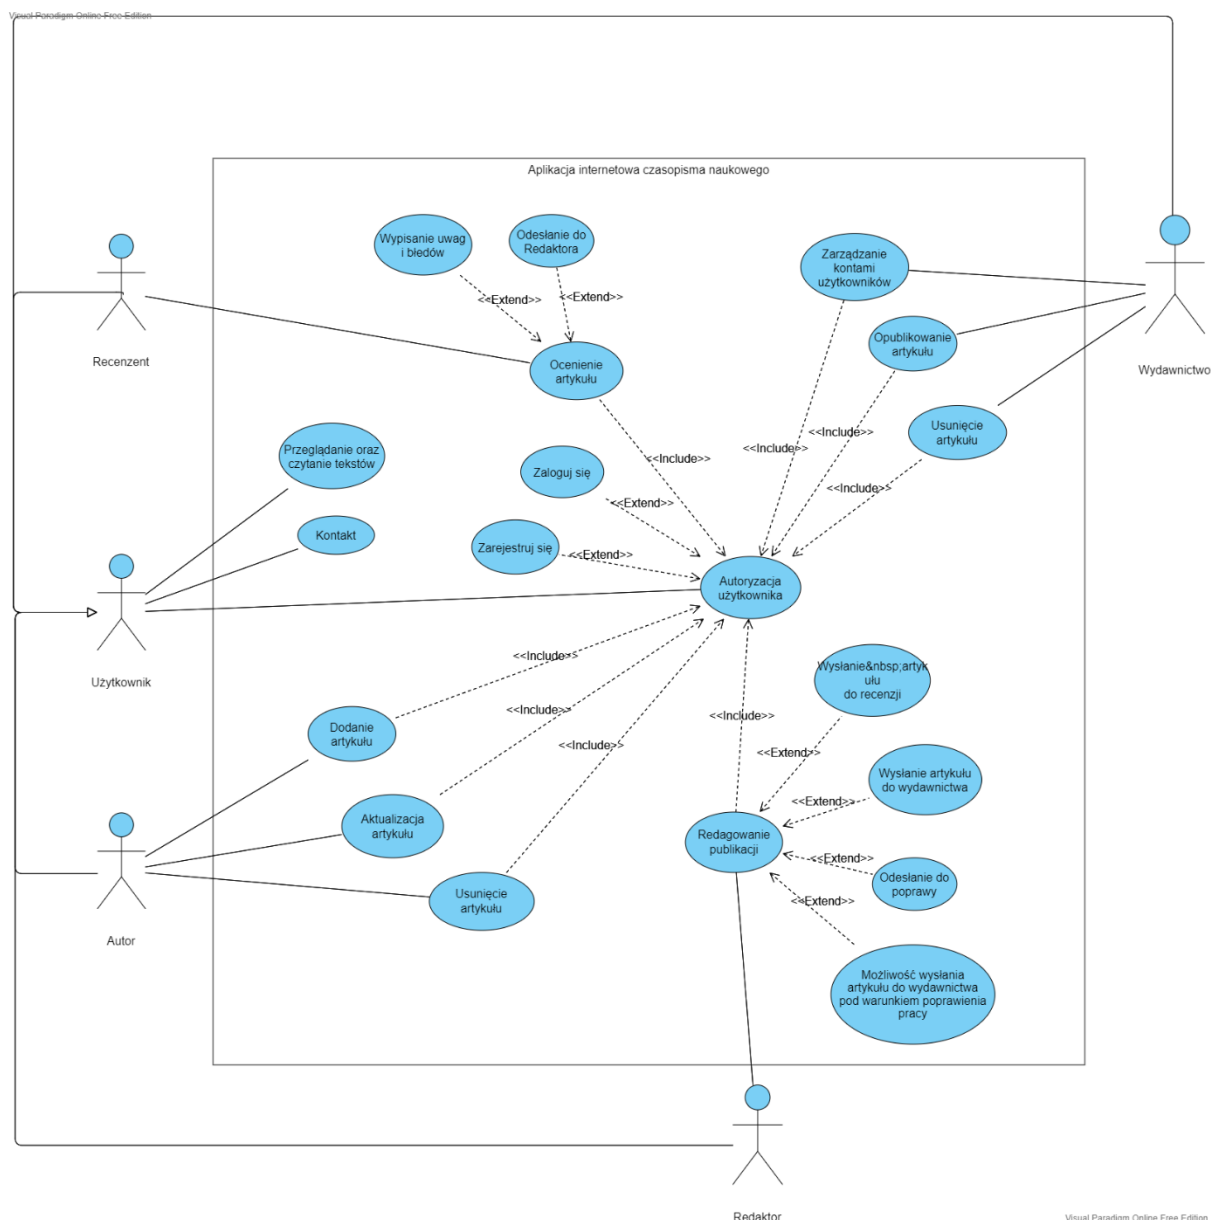 Visual Paradigm Online Free Edition
Aplikacja internetowa czasopisma naukowego
Wypisanie uwag
i błedów
Odesłanie do
Redaktora
Zarządzanie
kontami
użytkowników
<<Extend>>
<<Extend>>
Recenzent
Opublikowanie
artykułu
Wydawnictwo
Ocenienie
artykułu
Usunięcie
artykułu
Przeglądanie oraz
czytanie tekstów
<<Include>>
<<Include>>
<<Include>>
<<Include>>
Zaloguj się
<<Extend>>
Kontakt
Zarejestruj się
<<Extend>>
Autoryzacja
użytkownika
Użytkownik
<<Include>>
<<Include>>
<<Include>>
<<Include>>
Wysłanie&nbsp;artyk
ułu
do recenzji
Dodanie
artykułu
<<Extend>>
Wysłanie artykułu
do wydawnictwa
<<Extend>>
Aktualizacja
artykułu
Redagowanie
publikacji
<<Extend>>
Odesłanie do
poprawy
Usunięcie
artykułu
<<Extend>>
Autor
Możliwość wysłania
artykułu do wydawnictwa
pod warunkiem poprawienia
pracy
Redaktor
Visual Paradigm Online Free Edition